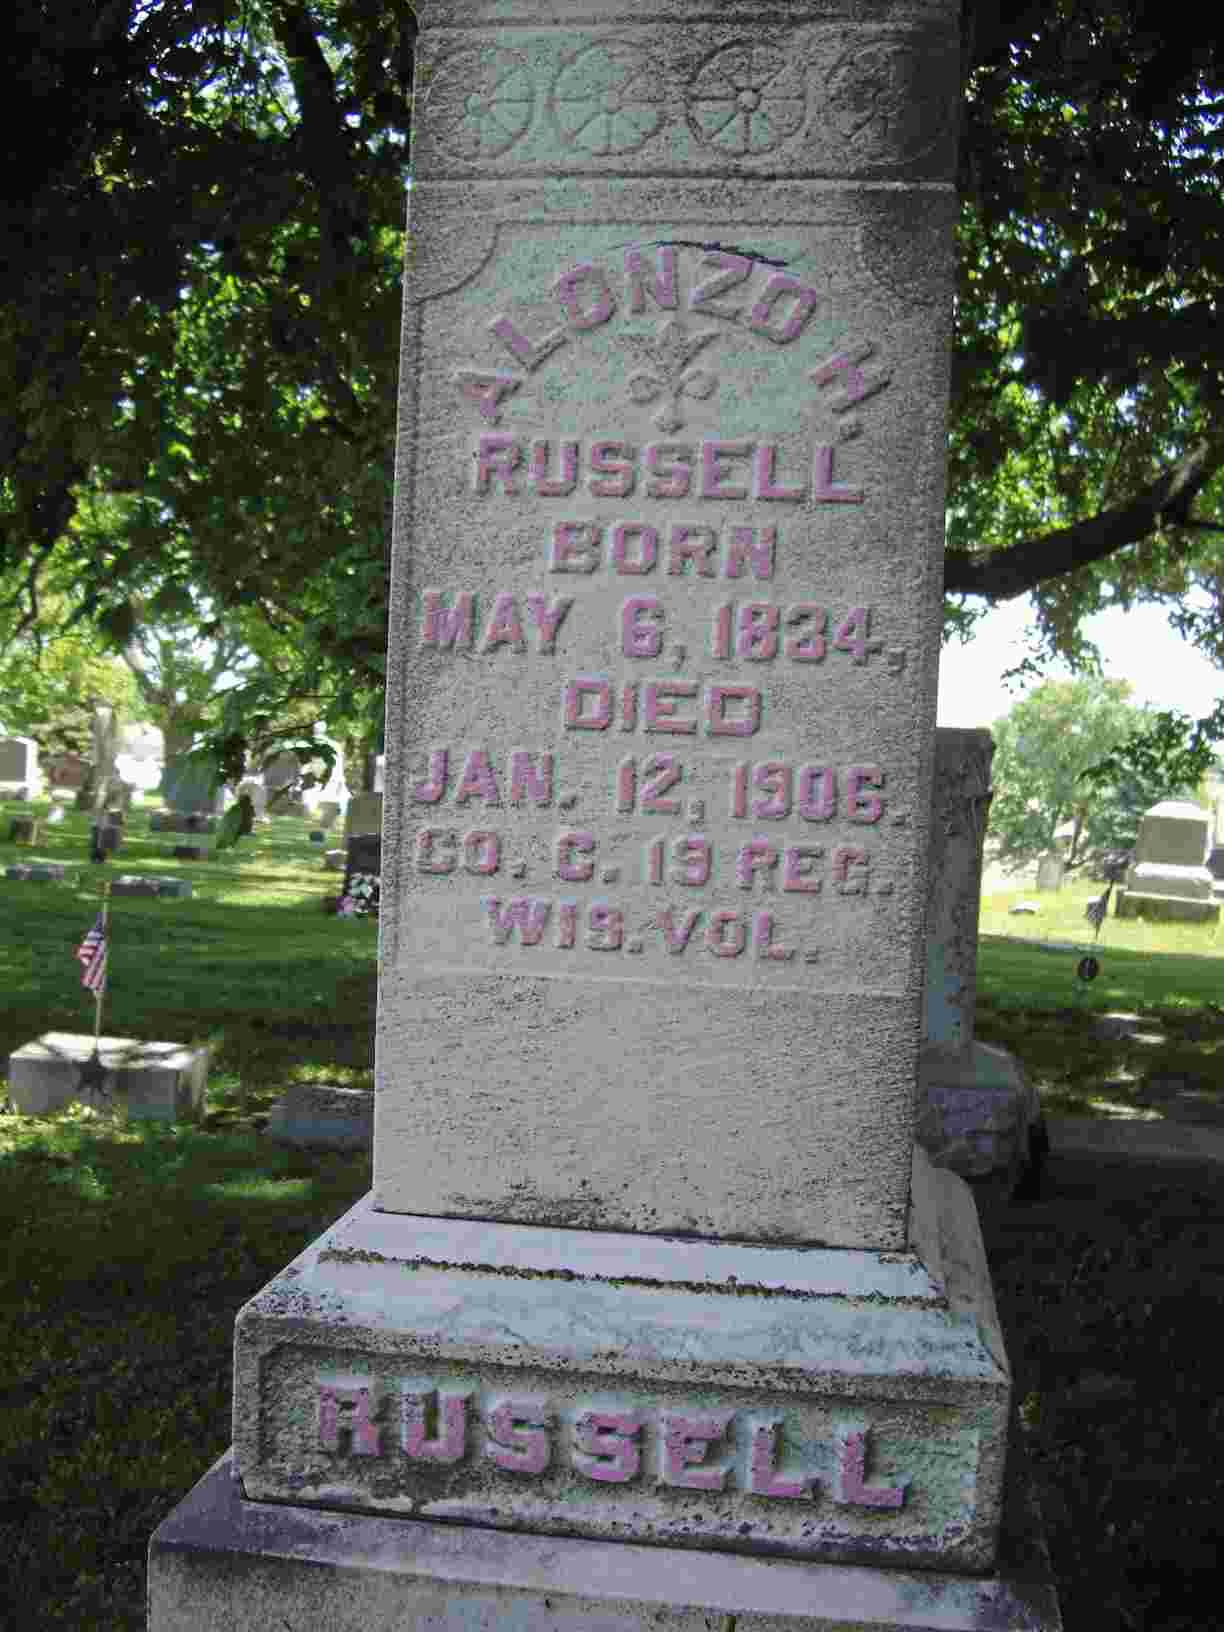 ALONZO H.
RUSSELL
BORN
MAY 6, 1834,
DIED
JAN. 12, 1906.
CO. C. 19 REG.
WIS. VOL.
RUSSELL